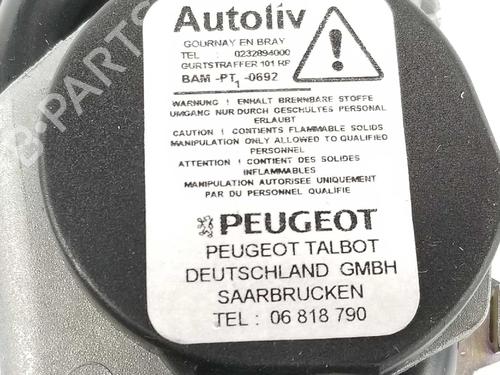 Autoliv
GOURNAY EN BRAY
TEL 0232894000
GURTSTRAFFER 101 RP
BAM -PT1 -0692
WARNUNG ! ENHALT BRENNBARE STOFFE
UMGANG NUR DURCH GESCHULTES PERSONAL
ERLAUBT
CAUTION ! CONTIENTS FLAMMABLE SOLIDS
MANIPULATION ONLY ALLOWED TO QUALIFIED
PERSONNEL
ATTENTION ! CONTIENT DES SOLIDES
INFLAMMABLES
MANIPULATION AUTORISEE UNIQUEMENT
PAR DU PERSONNEL QUALIFIE
PEUGEOT
PEUGEOT TALBOT
DEUTSCHLAND GMBH
SAARBRUCKEN
TEL : 06 818 790